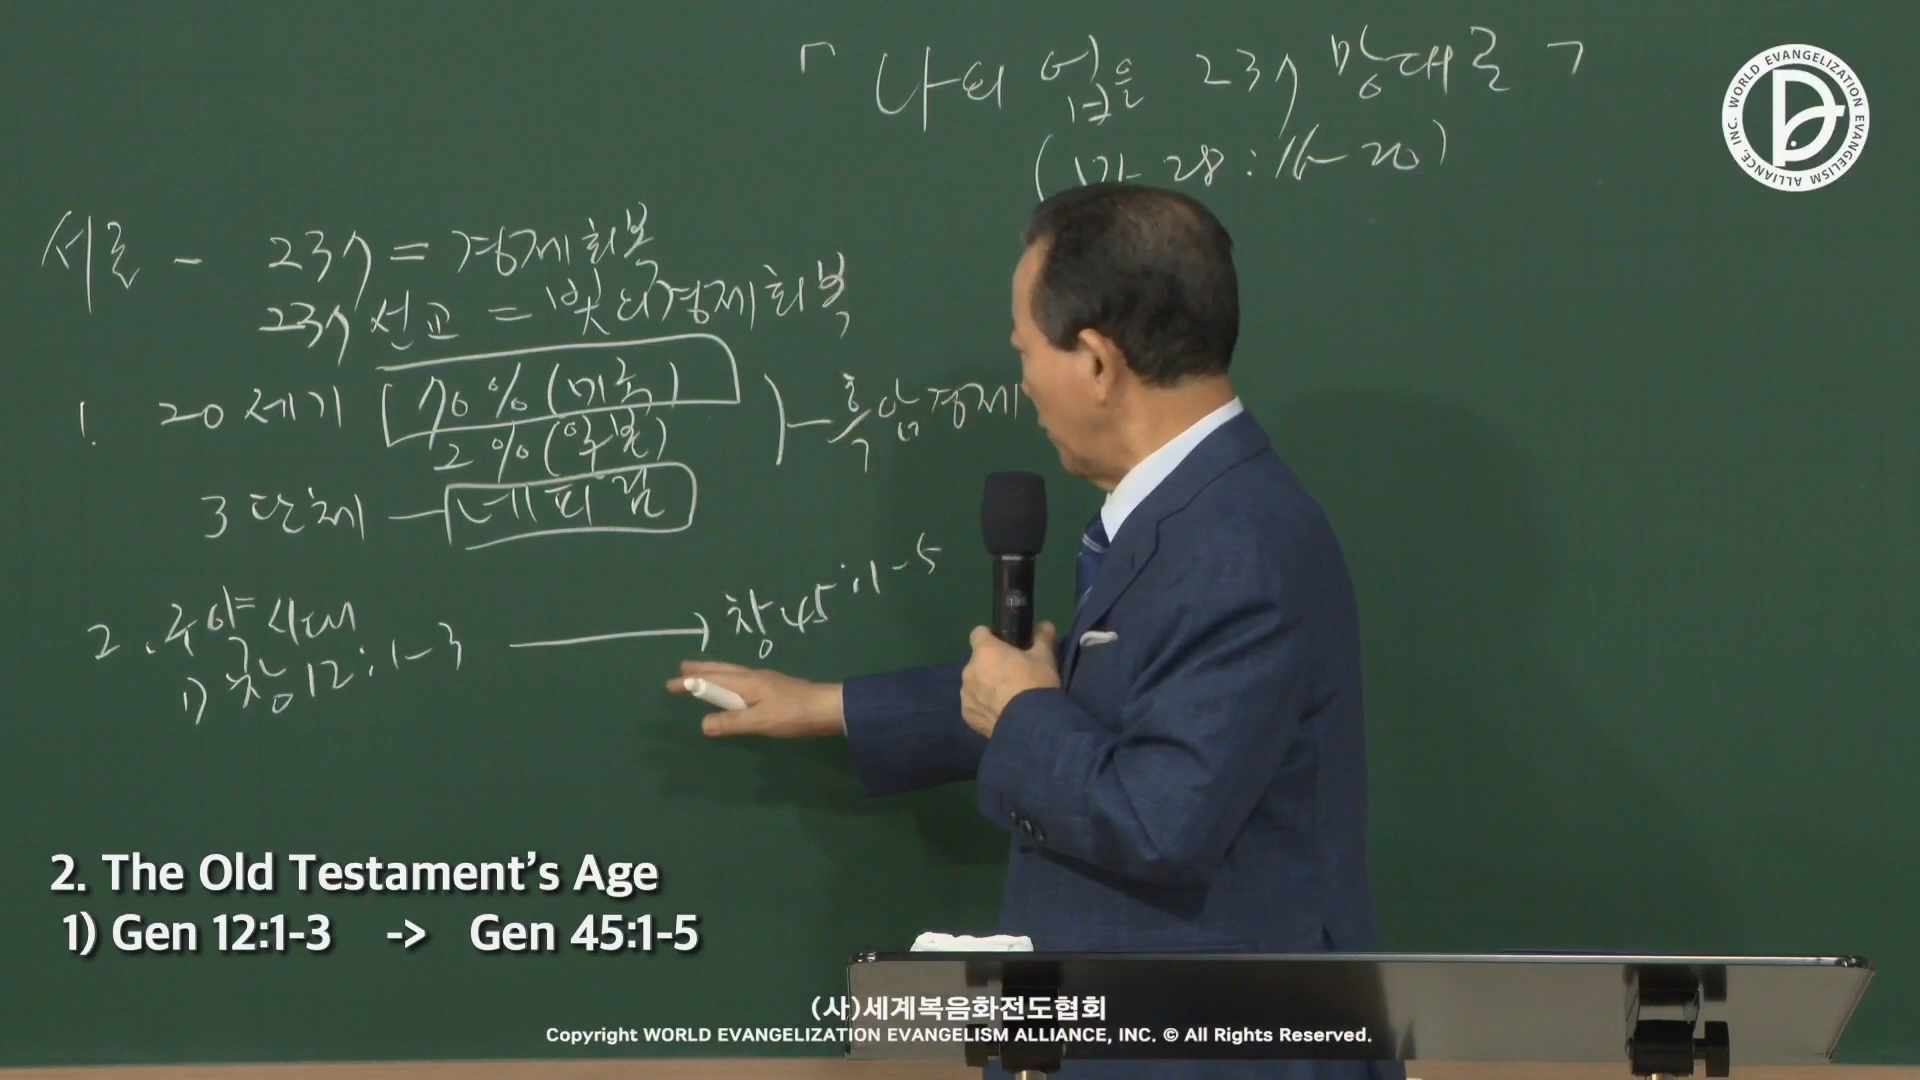 「 나의 업을 237 망대로 」
(마 28:16-20)
WORLD EVANGELIZATION EVANGELISM ALLIANCE, INC.
서론 - 237 = 경제회복
237 선교 = 빛의경제회복
1. 20세기 70%(미국)
2%(유대) - 흑암경제
3단체 - 네피림
2. 구약시대
1) 창12:1-3 → 창45:1-5
2. The Old Testament's Age
1) Gen 12:1-3 -> Gen 45:1-5
(사)세계복음화전도협회
Copyright WORLD EVANGELIZATION EVANGELISM ALLIANCE, INC. © All Rights Reserved.